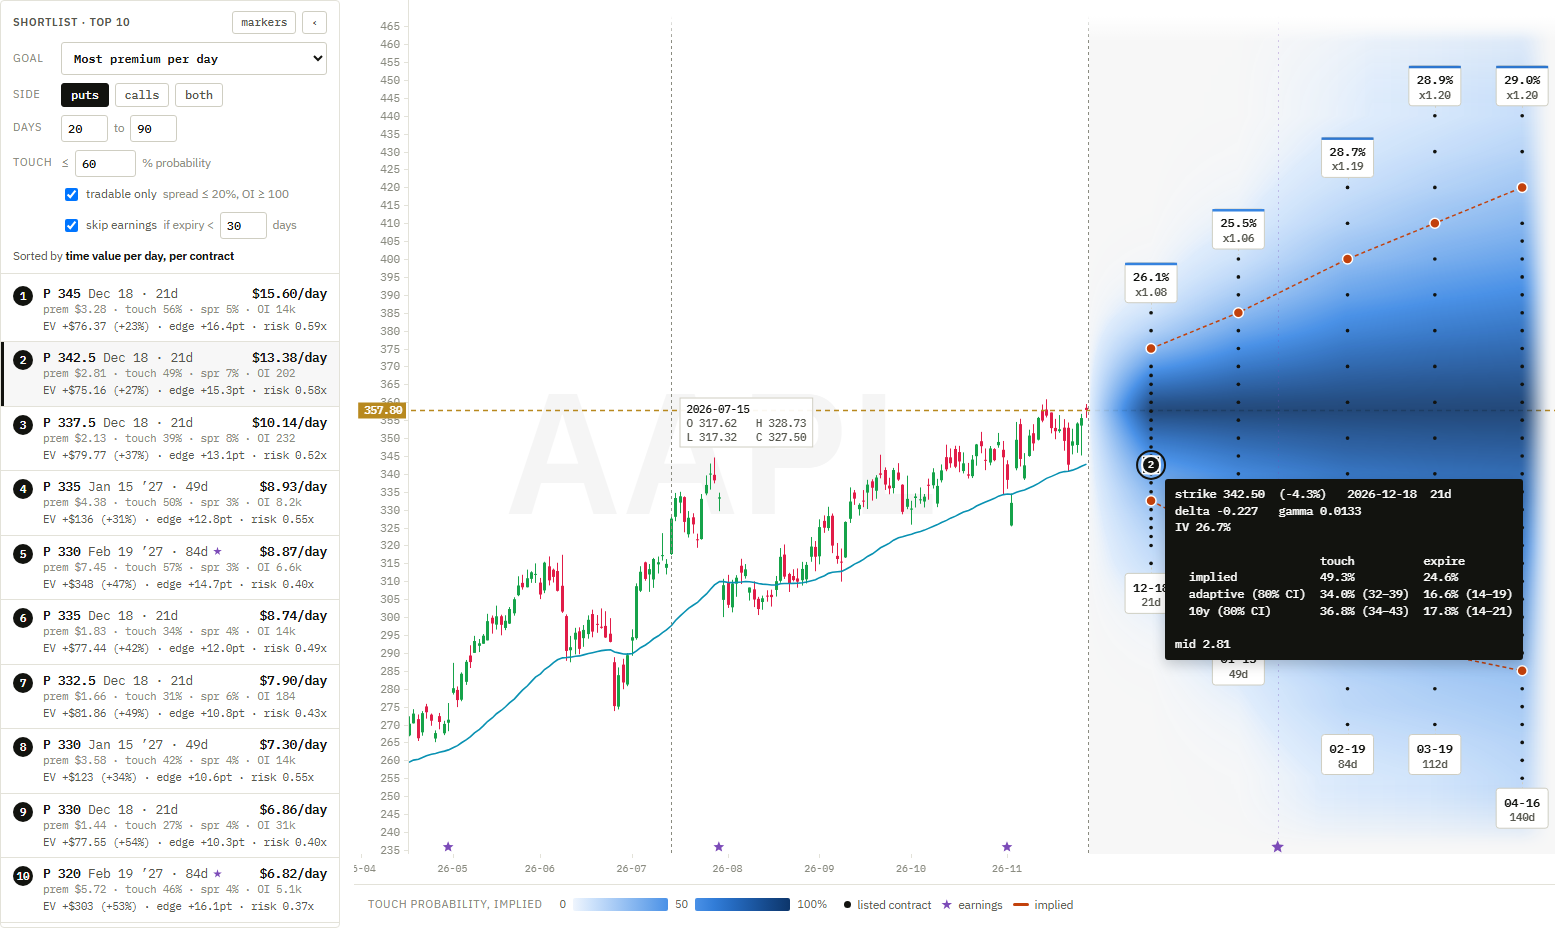 SHORTLIST · TOP 10 markers ‹
GOAL Most premium per day
SIDE puts calls both
DAYS 20 to 90
TOUCH ≤ 60 % probability
tradable only spread ≤ 20%, OI ≥ 100
skip earnings if expiry < 30 days
Sorted by time value per day, per contract
1 P 345 Dec 18 · 21d $15.60/day
prem $3.28 · touch 56% · spr 5% · OI 14k
EV +$76.37 (+23%) · edge +16.4pt · risk 0.59x
2 P 342.5 Dec 18 · 21d $13.38/day
prem $2.81 · touch 49% · spr 7% · OI 202
EV +$75.16 (+27%) · edge +15.3pt · risk 0.58x
3 P 337.5 Dec 18 · 21d $10.14/day
prem $2.13 · touch 39% · spr 8% · OI 232
EV +$79.77 (+37%) · edge +13.1pt · risk 0.52x
4 P 335 Jan 15 ’27 · 49d $8.93/day
prem $4.38 · touch 50% · spr 3% · OI 8.2k
EV +$136 (+31%) · edge +12.8pt · risk 0.55x
5 P 330 Feb 19 ’27 · 84d ★ $8.87/day
prem $7.45 · touch 57% · spr 3% · OI 6.6k
EV +$348 (+47%) · edge +14.7pt · risk 0.40x
6 P 335 Dec 18 · 21d $8.74/day
prem $1.83 · touch 34% · spr 4% · OI 14k
EV +$77.44 (+42%) · edge +12.0pt · risk 0.49x
7 P 332.5 Dec 18 · 21d $7.90/day
prem $1.66 · touch 31% · spr 6% · OI 184
EV +$81.86 (+49%) · edge +10.8pt · risk 0.43x
8 P 330 Jan 15 ’27 · 49d $7.30/day
prem $3.58 · touch 42% · spr 4% · OI 14k
EV +$123 (+34%) · edge +10.6pt · risk 0.55x
9 P 330 Dec 18 · 21d $6.86/day
prem $1.44 · touch 27% · spr 4% · OI 31k
EV +$77.55 (+54%) · edge +10.3pt · risk 0.40x
10 P 320 Feb 19 ’27 · 84d ★ $6.82/day
prem $5.72 · touch 46% · spr 4% · OI 5.1k
EV +$303 (+53%) · edge +16.1pt · risk 0.37x
465
460
455
450
445
440
435
430
425
420
415
410
405
400
395
390
385
380
375
370
365
357.80
355
350
345
340
335
330
325
320
315
310
305
300
295
290
285
280
275
270
265
260
255
250
245
240
235
AAPL
2026-07-15
O 317.62 H 328.73
L 317.32 C 327.50
26.1%
x1.08
25.5%
x1.06
28.7%
x1.19
28.9%
x1.20
29.0%
x1.20
2
strike 342.50 (-4.3%) 2026-12-18 21d
delta -0.227 gamma 0.0133
IV 26.7%
touch expire
implied 49.3% 24.6%
adaptive (80% CI) 34.0% (32–39) 16.6% (14–19)
10y (80% CI) 36.8% (34–43) 17.8% (14–21)
mid 2.81
12-18
21d
49d
02-19
84d
03-19
112d
04-16
140d
26-05 26-06 26-07 26-08 26-09 26-10 26-11
TOUCH PROBABILITY, IMPLIED 0 50 100% listed contract ★ earnings implied